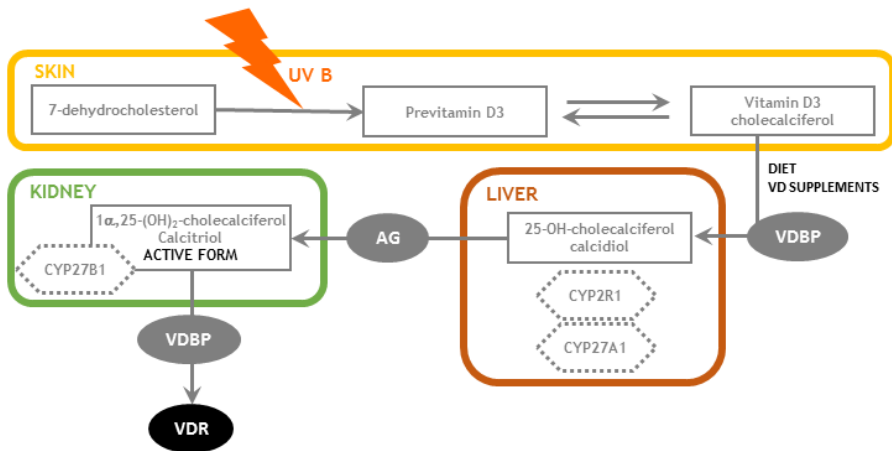 SKIN
UV B
7-dehydrocholesterol
Previtamin D3
Vitamin D3
cholecalciferol
DIET
VD SUPPLEMENTS
KIDNEY
1α,25-(OH)₂-cholecalciferol
Calcitriol
ACTIVE FORM
CYP27B1
AG
LIVER
25-OH-cholecalciferol
calcidiol
VDBP
CYP2R1
CYP27A1
VDBP
VDR